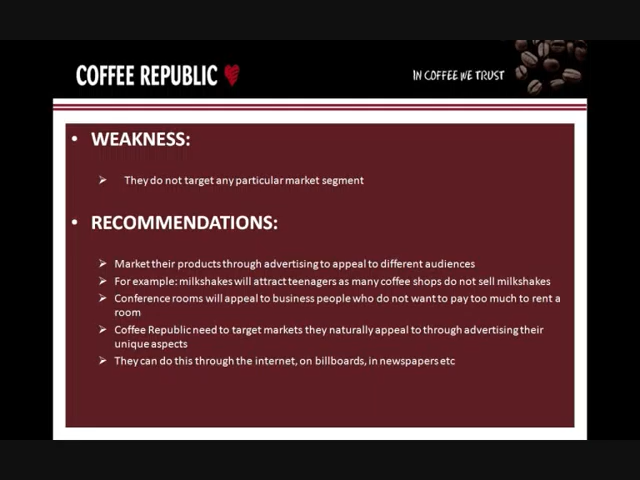 COFFEE REPUBLIC
IN COFFEE WE TRUST
• WEAKNESS:
➢ They do not target any particular market segment
• RECOMMENDATIONS:
➢ Market their products through advertising to appeal to different audiences
➢ For example: milkshakes will attract teenagers as many coffee shops do not sell milkshakes
➢ Conference rooms will appeal to business people who do not want to pay too much to rent a
room
➢ Coffee Republic need to target markets they naturally appeal to through advertising their
unique aspects
➢ They can do this through the internet, on billboards, in newspapers etc